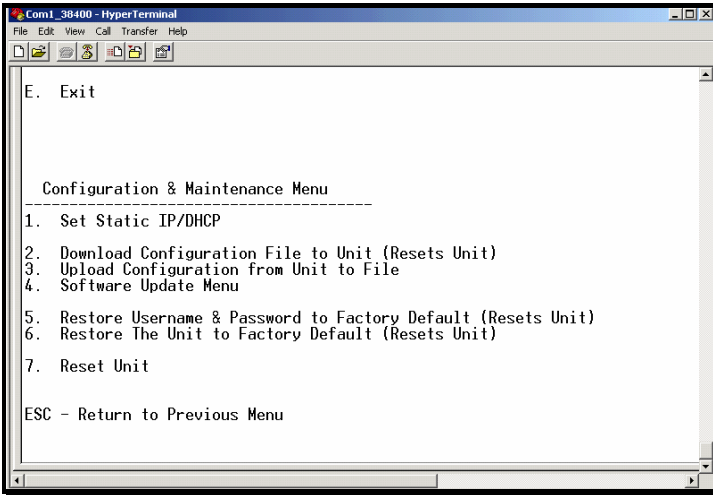 Com1_38400 - HyperTerminal
File Edit View Call Transfer Help
E. Exit
Configuration & Maintenance Menu
----------------------------------------
1. Set Static IP/DHCP
2. Download Configuration File to Unit (Resets Unit)
3. Upload Configuration from Unit to File
4. Software Update Menu
5. Restore Username & Password to Factory Default (Resets Unit)
6. Restore The Unit to Factory Default (Resets Unit)
7. Reset Unit
ESC - Return to Previous Menu